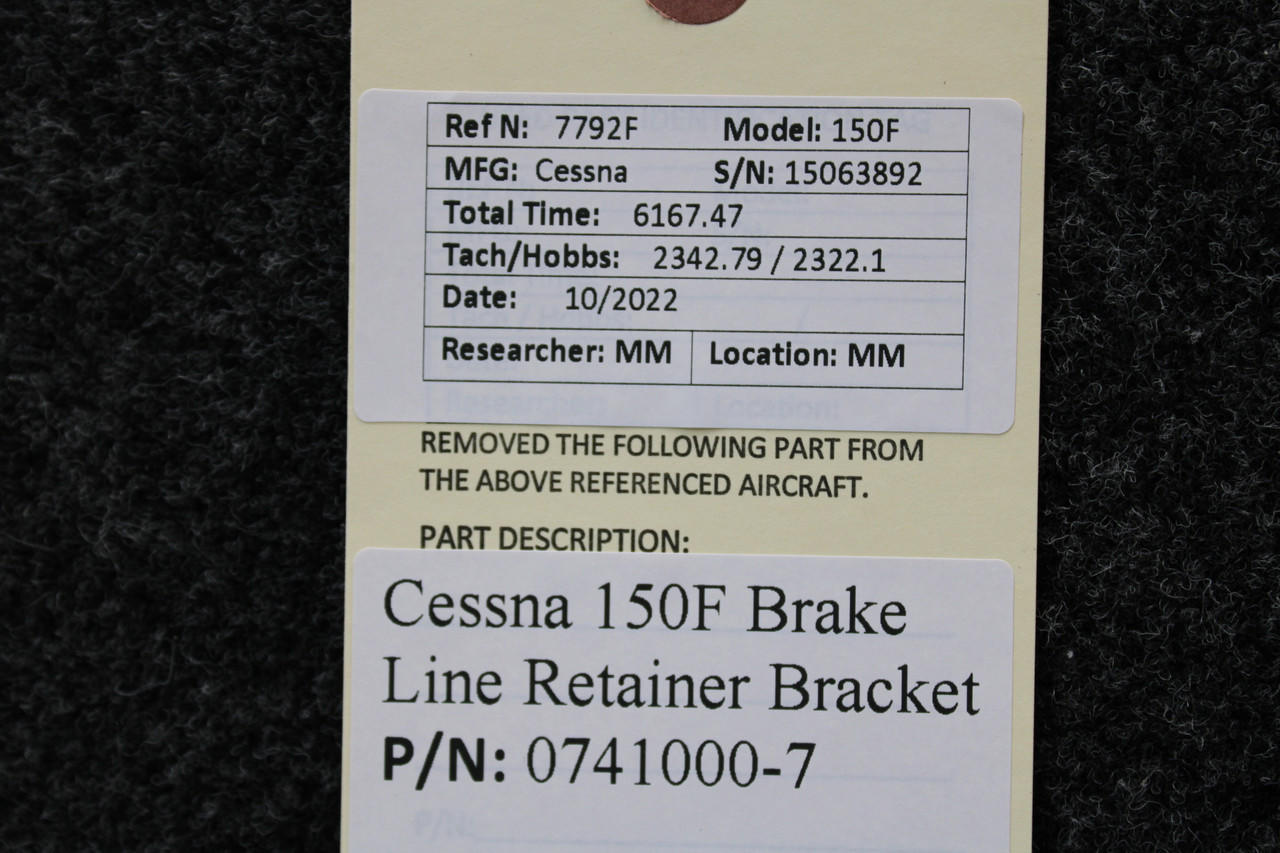 Ref N: 7792F Model: 150F
MFG: Cessna S/N: 15063892
Total Time: 6167.47
Tach/Hobbs: 2342.79 / 2322.1
Date: 10/2022
Researcher: MM Location: MM
Researcher: Location:
REMOVED THE FOLLOWING PART FROM
THE ABOVE REFERENCED AIRCRAFT.
PART DESCRIPTION:
Cessna 150F Brake
Line Retainer Bracket
P/N: 0741000-7
P/N: